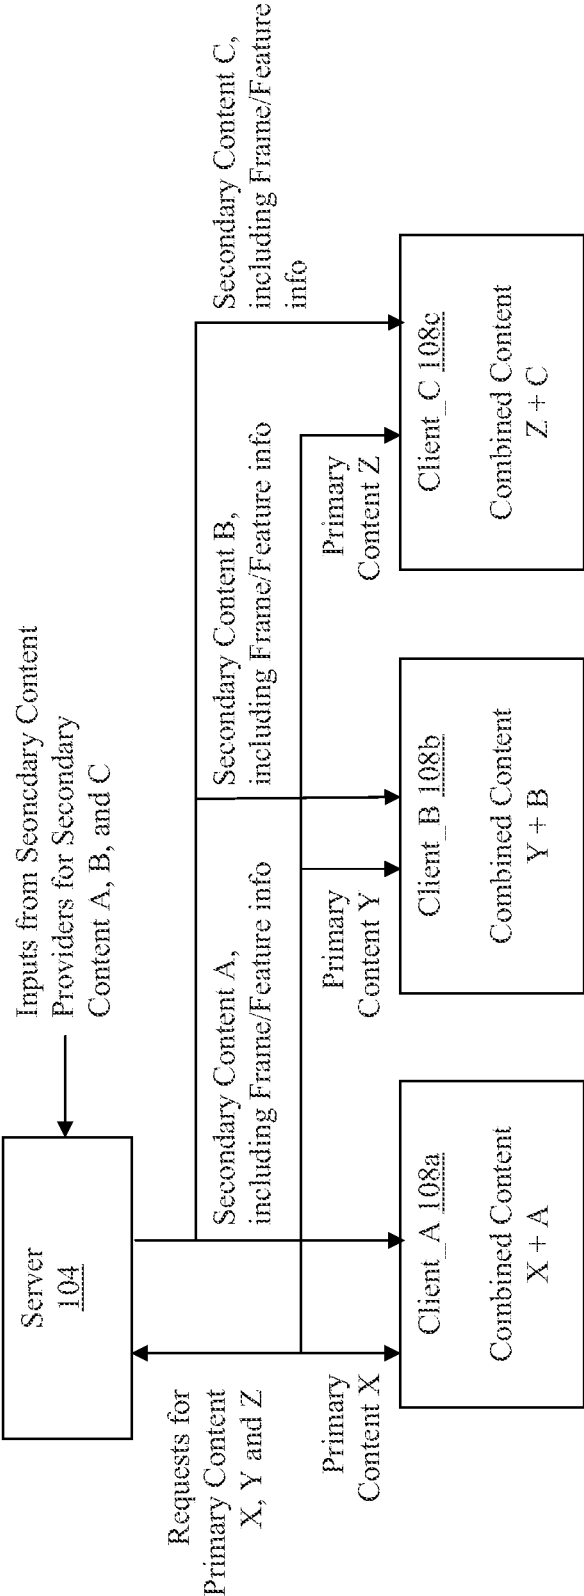 Inputs from Seoncdary Content
Providers for Secondary
Content A, B, and C
Server
104
Requests for
Primary Content
X, Y and Z
Secondary Content A,
including Frame/Feature info
Secondary Content B,
including Frame/Feature info
Secondary Content C,
including Frame/Feature
info
Primary
Content X
Primary
Content Y
Primary
Content Z
Client_A 108a
Combined Content
X + A
Client_B 108b
Combined Content
Y + B
Client_C 108c
Combined Content
Z + C